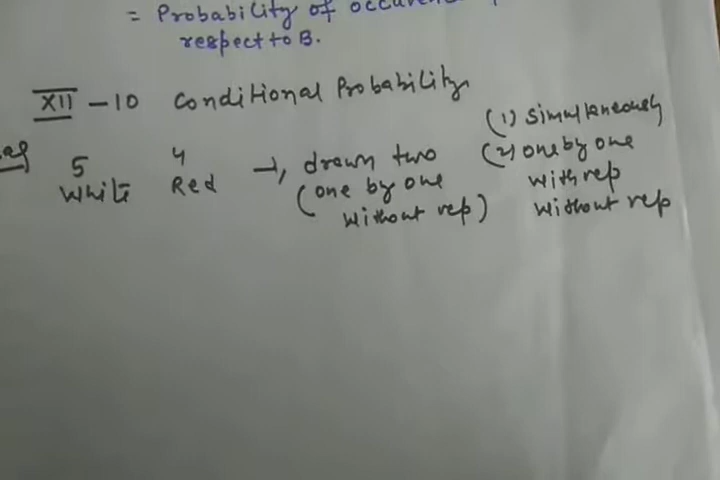 = Probability of
respect to B.
XII - 10 Conditional Probability
(1) Simultaneously
5 White 4 Red → drawn two (2) one by one
(one by one with rep
without rep) without rep